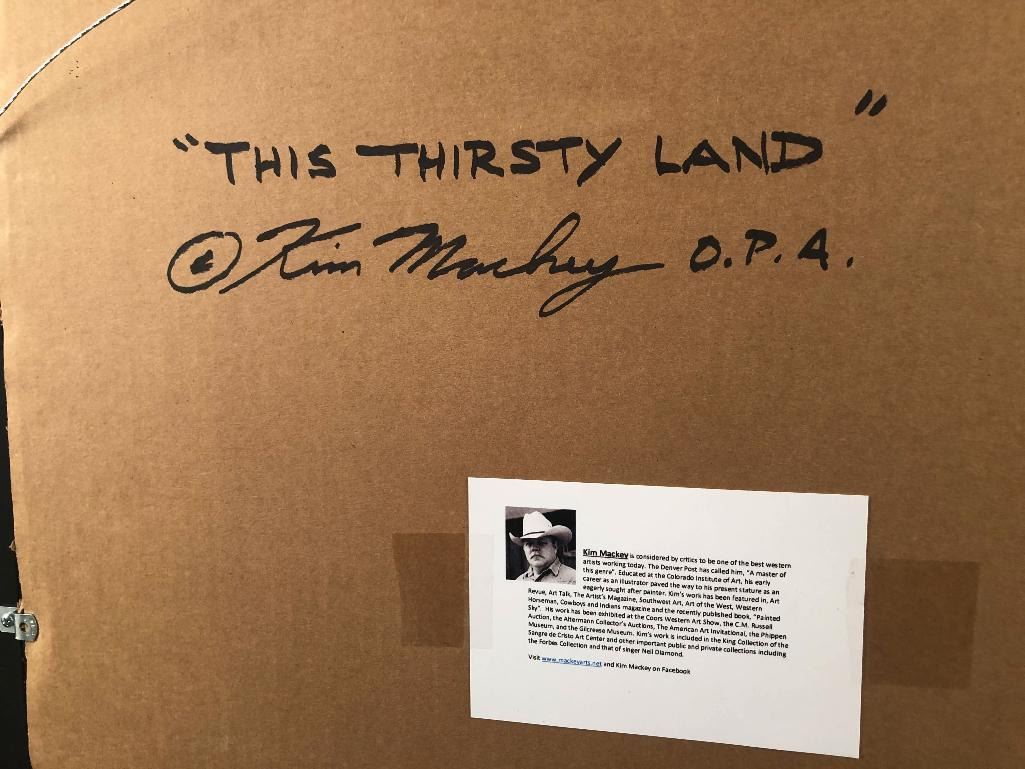 "THIS THIRSTY LAND"
© Kim Mackey O.P.A.
Kim Mackey is considered by critics to be one of the best western
artists working today. The Denver Post has called him, "A master of
this genre". Educated at the Colorado Institute of Art, his early
career as an illustrator paved the way to his present stature as an
eagerly sought after painter. Kim's work has been featured in, Art
Revue, Art Talk, The Artist's Magazine, Southwest Art, Art of the West, Western
Horseman, Cowboys and Indians magazine and the recently published book, "Painted
Sky". His work has been exhibited at the Coors Western Art Show, the C.M. Russell
Auction, the Altermann Collector's Auctions, The American Art Invitational, the Phippen
Museum, and the Gilcrease Museum. Kim's work is included in the King Collection of the
Sangre de Cristo Art Center and other important public and private collections including
the Forbes Collection and that of singer Neil Diamond.
Visit www.mackeyarts.net and Kim Mackey on Facebook